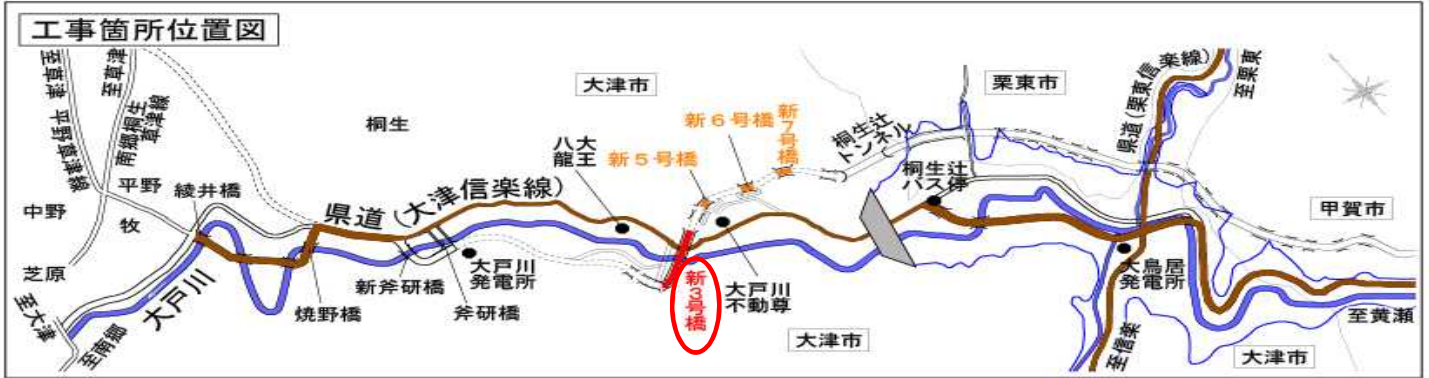 工事箇所位置図
至草津
平野草津線
至草津
南郷桐生
草津線
平野
中野
綾井橋
牧
芝原
至大津
至南郷
大戸川
桐生
大津市
県道(大津信楽線)
焼野橋
新斧研橋
大戸川
発電所
斧研橋
八大
龍王
新5号橋
新6号橋
新7号橋
新3号橋
大戸川
不動尊
大津市
桐生辻
トンネル
桐生辻
バス停
栗東市
県道(栗東信楽線)
至栗東
甲賀市
大鳥居
発電所
至信楽
大津市
至黄瀬